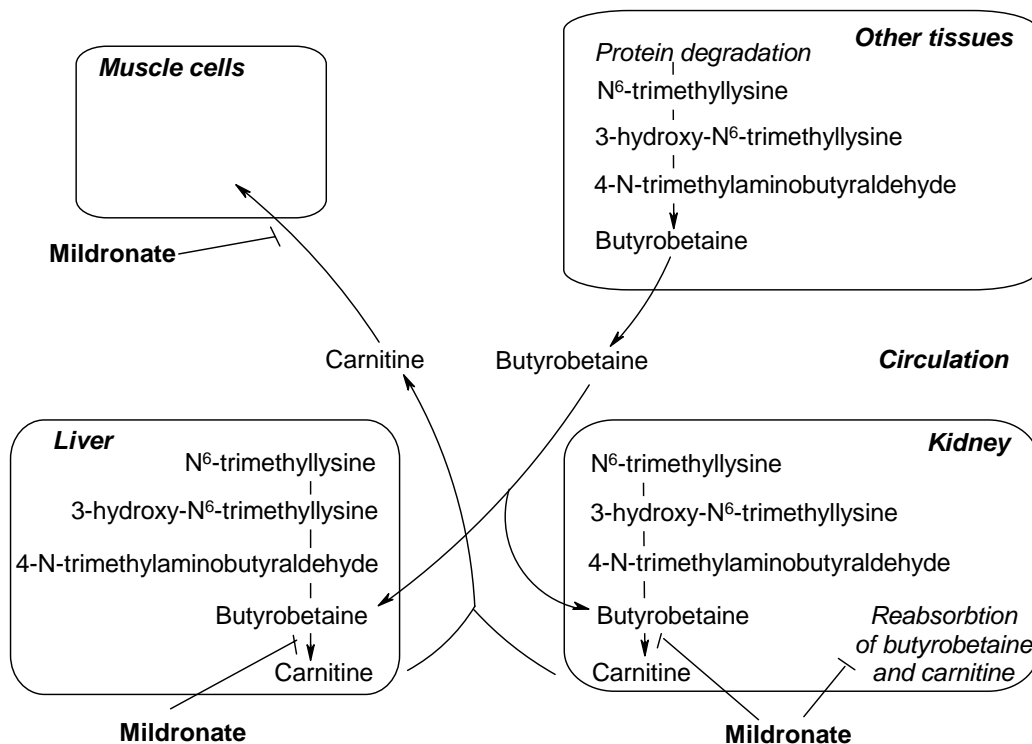 Muscle cells
Mildronate
Other tissues
Protein degradation
N⁶-trimethyllysine
3-hydroxy-N⁶-trimethyllysine
4-N-trimethylaminobutyraldehyde
Butyrobetaine
Carnitine
Butyrobetaine
Circulation
Liver
N⁶-trimethyllysine
3-hydroxy-N⁶-trimethyllysine
4-N-trimethylaminobutyraldehyde
Butyrobetaine
Carnitine
Mildronate
Kidney
N⁶-trimethyllysine
3-hydroxy-N⁶-trimethyllysine
4-N-trimethylaminobutyraldehyde
Butyrobetaine
Carnitine
Reabsorbtion
of butyrobetaine
and carnitine
Mildronate